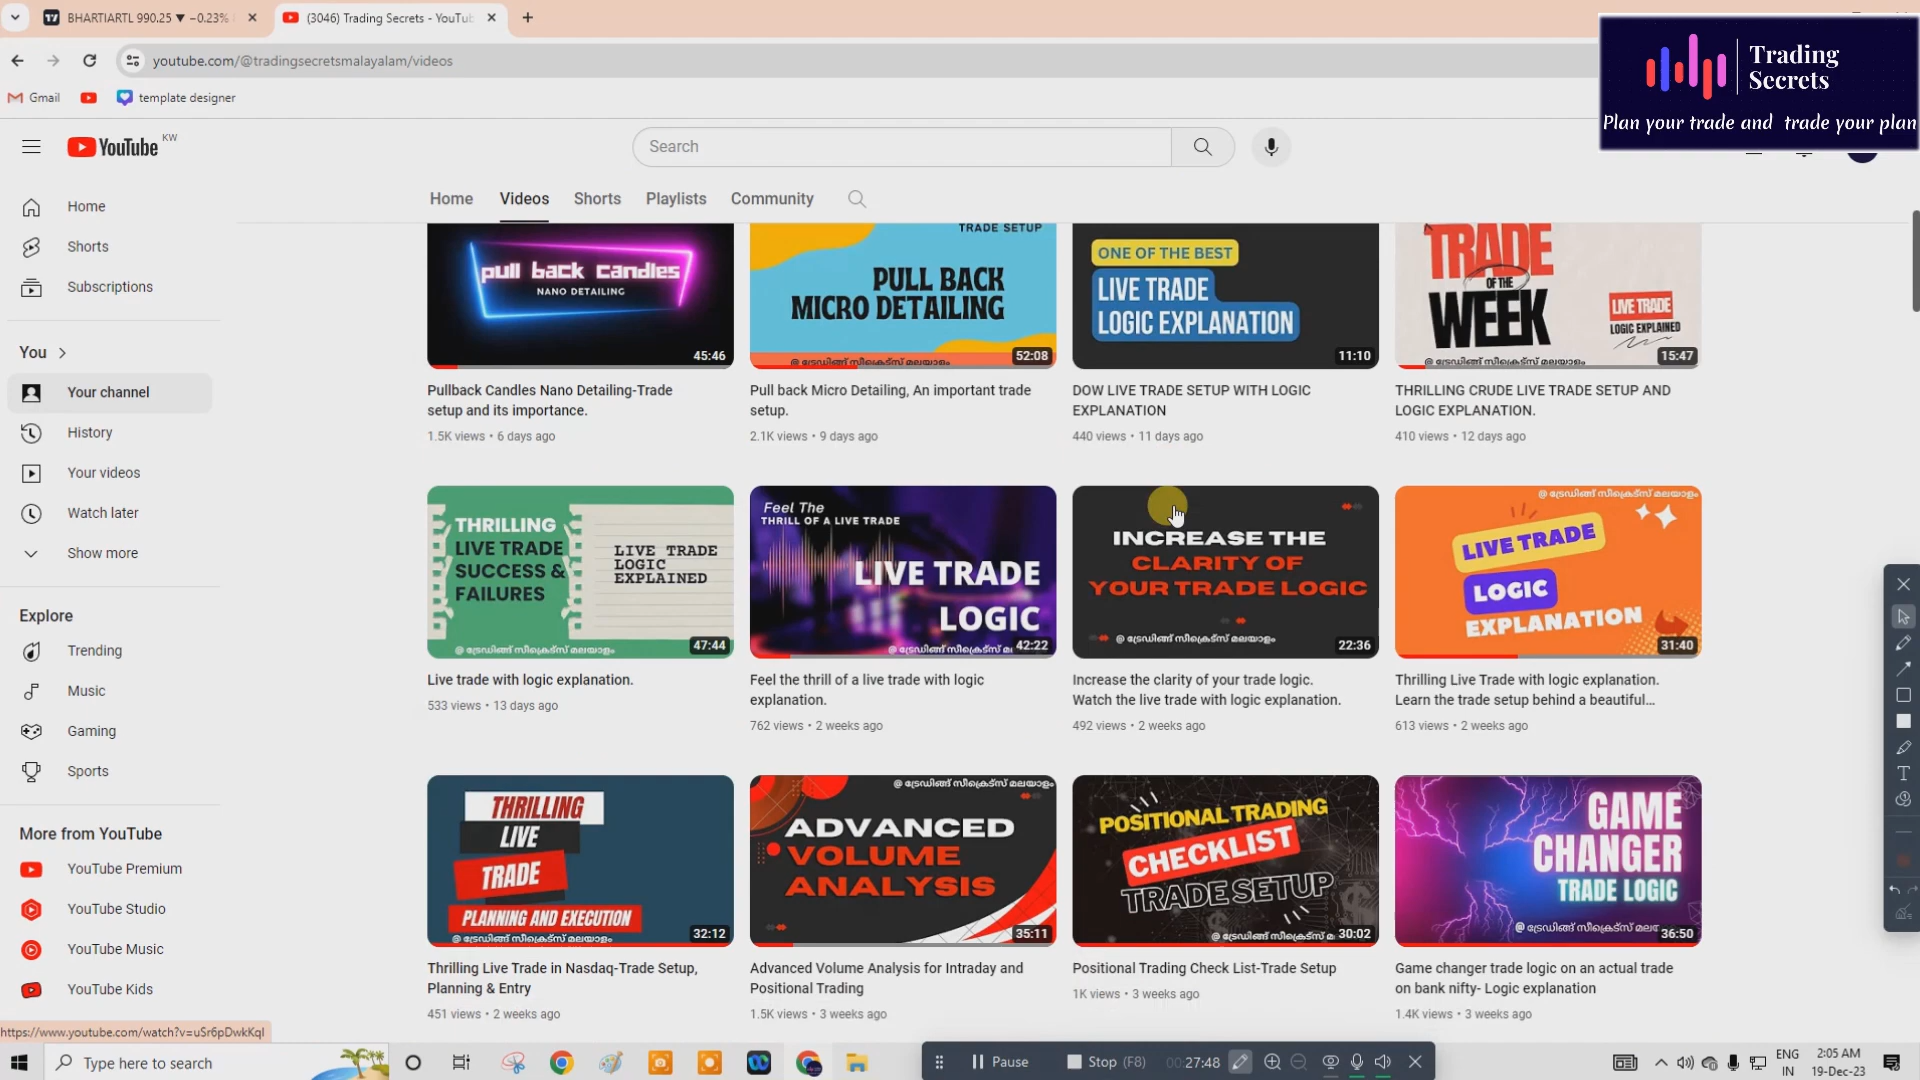 BHARTIARTL 990.25 ▼ −0.23%
(3046) Trading Secrets - YouTu
youtube.com/@tradingsecretsmalayalam/videos
Gmail
template designer
Trading
Secrets
Plan your trade and trade your plan
YouTube KW
Search
Home
Videos
Shorts
Playlists
Community
Home
Shorts
Subscriptions
You
Your channel
History
Your videos
Watch later
Show more
Explore
Trending
Music
Gaming
Sports
More from YouTube
YouTube Premium
YouTube Studio
YouTube Music
YouTube Kids
pull back candles
NANO DETAILING
45:46
Pullback Candles Nano Detailing-Trade
setup and its importance.
1.5K views • 6 days ago
TRADE SETUP
PULL BACK
MICRO DETAILING
@ ട്രേഡിങ്ങ് സീക്രെട്സ് മലയാളം
52:08
Pull back Micro Detailing, An important trade
setup.
2.1K views • 9 days ago
ONE OF THE BEST
LIVE TRADE
LOGIC EXPLANATION
11:10
DOW LIVE TRADE SETUP WITH LOGIC
EXPLANATION
440 views • 11 days ago
TRADE
OF THE
WEEK
LIVE TRADE
LOGIC EXPLAINED
@ ട്രേഡിങ്ങ് സീക്രെട്സ് മലയാളം
15:47
THRILLING CRUDE LIVE TRADE SETUP AND
LOGIC EXPLANATION.
410 views • 12 days ago
THRILLING
LIVE TRADE
SUCCESS &
FAILURES
LIVE TRADE
LOGIC
EXPLAINED
@ ട്രേഡിങ്ങ് സീക്രെട്സ് മലയാളം
47:44
Live trade with logic explanation.
533 views • 13 days ago
Feel The
THRILL OF A LIVE TRADE
LIVE TRADE
LOGIC
@ ട്രേഡിങ്ങ് സീക്രെട്സ് മല
42:22
Feel the thrill of a live trade with logic
explanation.
762 views • 2 weeks ago
INCREASE THE
CLARITY OF
YOUR TRADE LOGIC
@ ട്രേഡിങ്ങ് സീക്രെട്സ് മലയാളം
22:36
Increase the clarity of your trade logic.
Watch the live trade with logic explanation.
492 views • 2 weeks ago
@ ട്രേഡിങ്ങ് സീക്രെട്സ് മലയാളം
LIVE TRADE
LOGIC
EXPLANATION
31:40
Thrilling Live Trade with logic explanation.
Learn the trade setup behind a beautiful...
613 views • 2 weeks ago
THRILLING
LIVE
TRADE
PLANNING AND EXECUTION
@ ട്രേഡിങ്ങ് സീക്രെട്സ് മലയാളം
32:12
Thrilling Live Trade in Nasdaq-Trade Setup,
Planning & Entry
451 views • 2 weeks ago
@ ട്രേഡിങ്ങ് സീക്രെട്സ് മലയാളം
ADVANCED
VOLUME
ANALYSIS
35:11
Advanced Volume Analysis for Intraday and
Positional Trading
1.5K views • 3 weeks ago
POSITIONAL TRADING
CHECKLIST
TRADE SETUP
@ ട്രേഡിങ്ങ് സീക്രെട്സ് മ
30:02
Positional Trading Check List-Trade Setup
1K views • 3 weeks ago
GAME
CHANGER
TRADE LOGIC
@ ട്രേഡിങ്ങ് സീക്രെട്സ് മലയ
36:50
Game changer trade logic on an actual trade
on bank nifty- Logic explanation
1.4K views • 3 weeks ago
https://www.youtube.com/watch?v=uSr6pDwkKqI
Type here to search
Pause
Stop (F8)
00:27:48
ENG
IN
2:05 AM
19-Dec-23